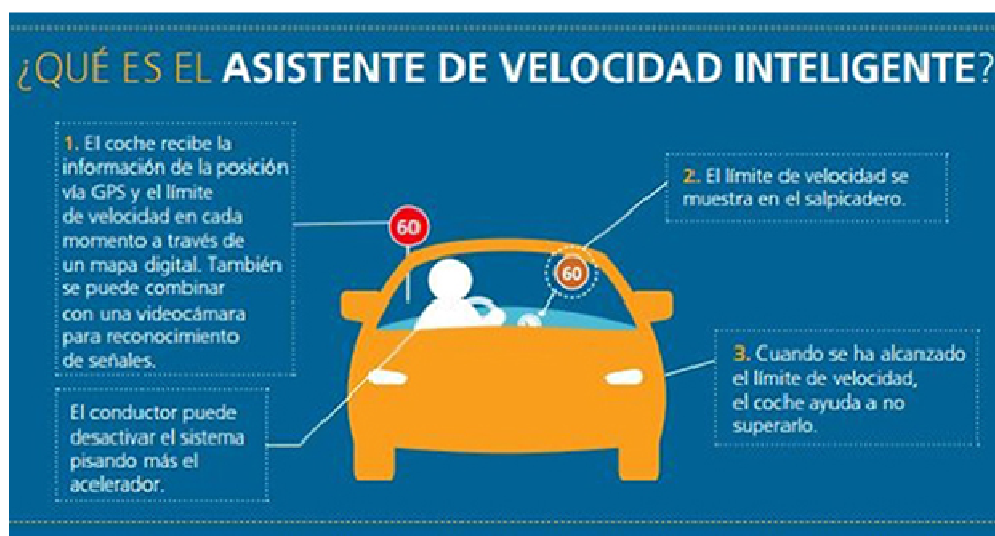 ¿QUÉ ES EL ASISTENTE DE VELOCIDAD INTELIGENTE?
1. El coche recibe la
información de la posición
vía GPS y el límite
de velocidad en cada
momento a través de
un mapa digital. También
se puede combinar
con una videocámara
para reconocimiento
de señales.
60
2. El límite de velocidad se
muestra en el salpicadero.
60
3. Cuando se ha alcanzado
el límite de velocidad,
el coche ayuda a no
superarlo.
El conductor puede
desactivar el sistema
pisando más el
acelerador.